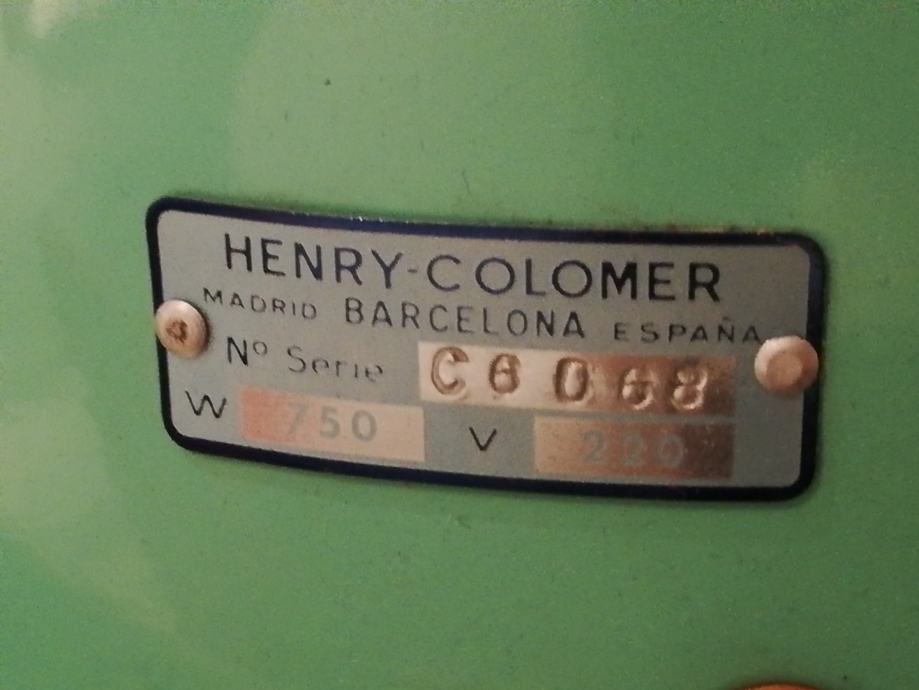 HENRY-COLOMER
MADRID BARCELONA ESPAÑA
Nº Serie C6068
W 750 V 220